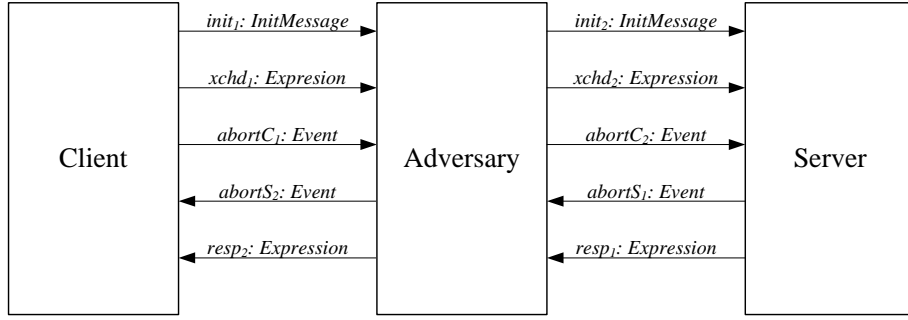 init₁: InitMessage
init₂: InitMessage
xchd₁: Expresion
xchd₂: Expression
Client
abortC₁: Event
Adversary
abortC₂: Event
Server
abortS₂: Event
abortS₁: Event
resp₂: Expression
resp₁: Expression